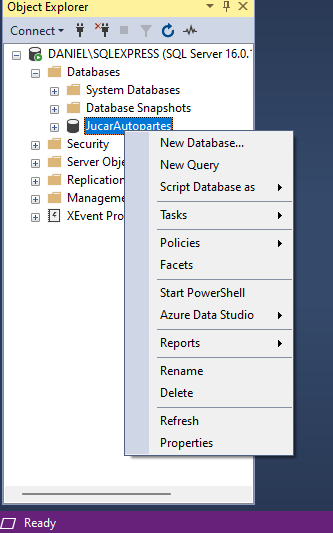 Object Explorer
Connect
DANIEL\SQLEXPRESS (SQL Server 16.0.1
Databases
System Databases
Database Snapshots
JucarAutopartes
Security
Server Obje
Replication
Manageme
XEvent Pro
New Database...
New Query
Script Database as
Tasks
Policies
Facets
Start PowerShell
Azure Data Studio
Reports
Rename
Delete
Refresh
Properties
Ready